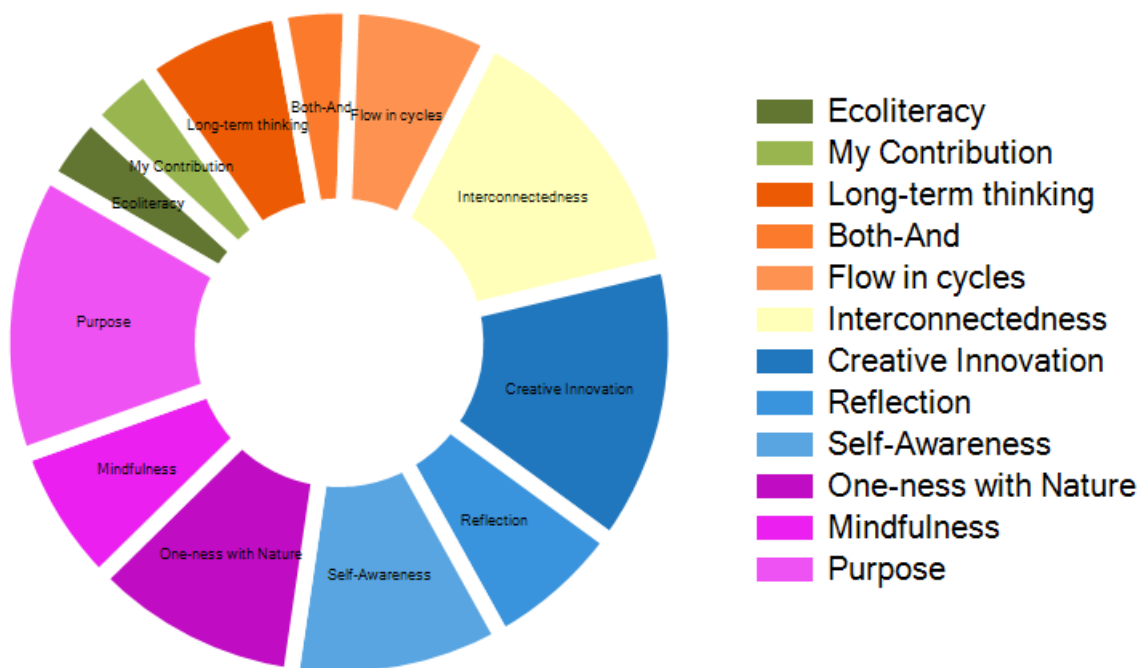 Both-And
Flow in cycles
Long-term thinking
My Contribution
Interconnectedness
Ecoliteracy
Purpose
Creative Innovation
Mindfulness
Reflection
One-ness with Nature
Self-Awareness
Ecoliteracy
My Contribution
Long-term thinking
Both-And
Flow in cycles
Interconnectedness
Creative Innovation
Reflection
Self-Awareness
One-ness with Nature
Mindfulness
Purpose